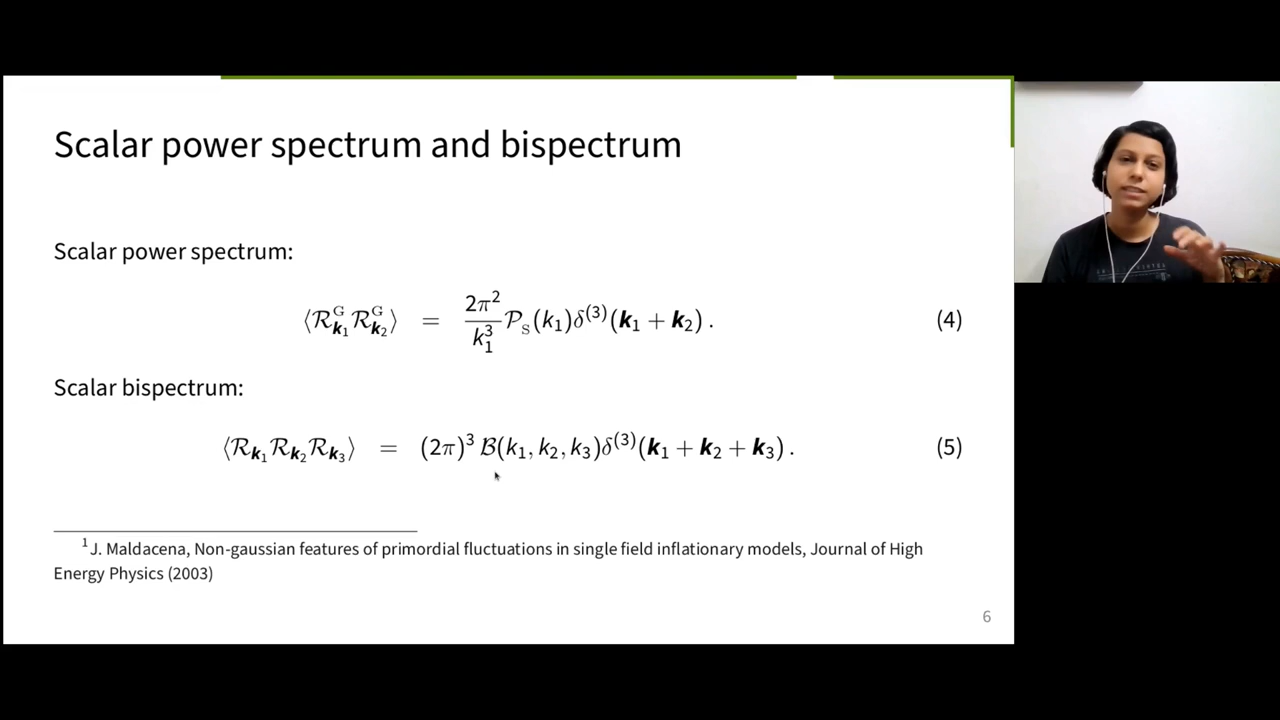 Scalar power spectrum and bispectrum
Scalar power spectrum:
⟨ℛ^G_𝒌₁ ℛ^G_𝒌₂⟩ = 2π²/k₁³ 𝒫_S(k₁)δ⁽³⁾(𝒌₁ + 𝒌₂) . (4)
Scalar bispectrum:
⟨ℛ_𝒌₁ ℛ_𝒌₂ ℛ_𝒌₃⟩ = (2π)³ ℬ(k₁, k₂, k₃)δ⁽³⁾(𝒌₁ + 𝒌₂ + 𝒌₃) . (5)
¹J. Maldacena, Non-gaussian features of primordial fluctuations in single field inflationary models, Journal of High
Energy Physics (2003)
6